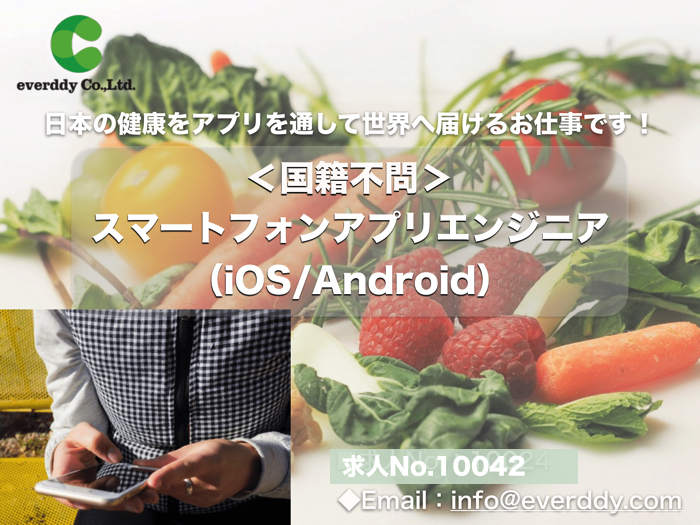 everddy Co.,Ltd.
日本の健康をアプリを通して世界へ届けるお仕事です！
＜国籍不問＞
スマートフォンアプリエンジニア
（iOS/Android）
求人No.10042
◆Email：info@everddy.com